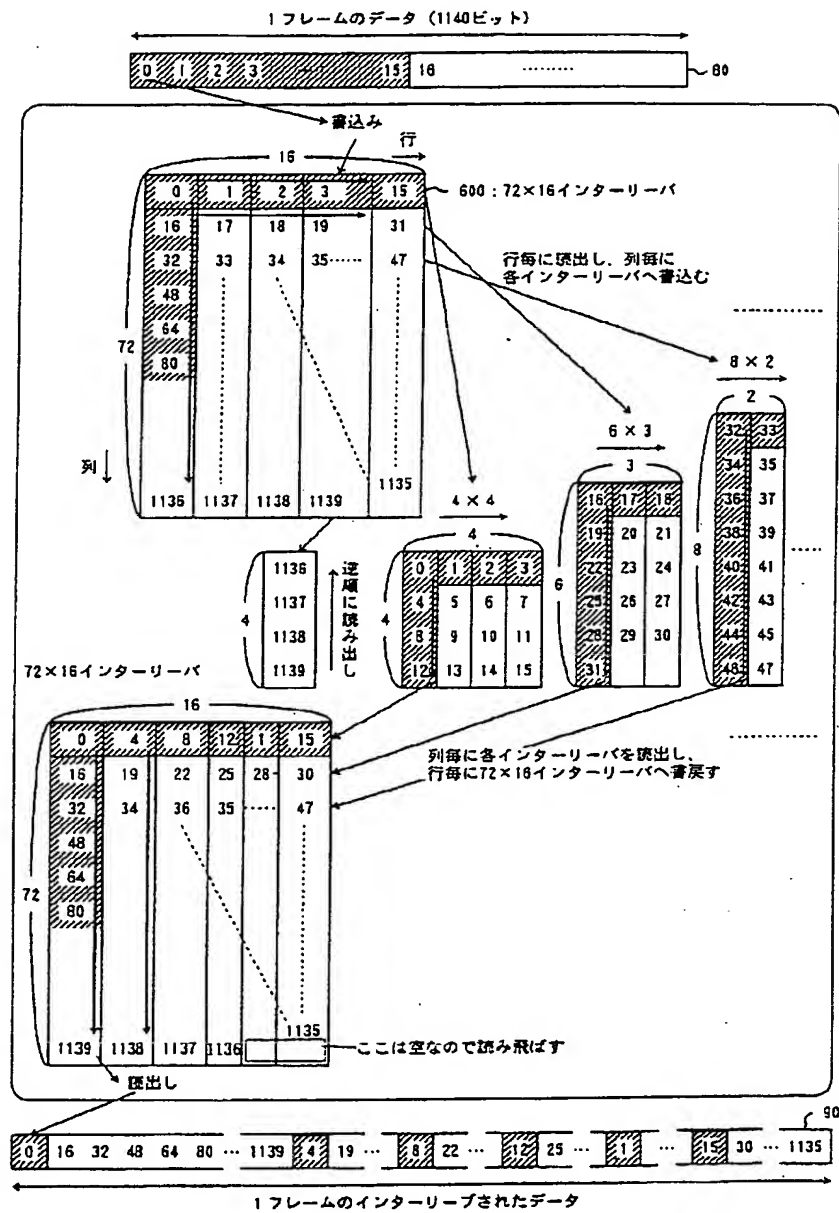 1フレームのデータ (1140ビット)
0 1 2 3 ‥‥ 15 16 ‥‥‥ 80
書込み
16 行
0 1 2 3 15
600:72×16インターリーバ
16 17 18 19 31
32 33 34 35‥‥‥ 47
48
64
80
72
列
1135
1136 1137 1138 1139
行毎に読出し、列毎に
各インターリーバへ書込む
8 × 2
2
32 33
34 35
36 37
38 39
40 41
42 43
44 45
48 47
8
6 × 3
3
16 17 18
19 20 21
22 23 24
25 26 27
28 29 30
31
6
4 × 4
4
0 1 2 3
4 5 6 7
8 9 10 11
12 13 14 15
4
1136
1137
1138
1139
4
逆順に読み出し
72×16インターリーバ
16
0 4 8 12 1 15
16 19 22 25 28 30
32 34 36 35 ‥‥ 47
48
64
80
72
1135
1139 1138 1137 1136
列毎に各インターリーバを読出し、
行毎に72×16インターリーバへ書戻す
ここは空なので読み飛ばす
読出し
90
0 16 32 48 64 80 ‥‥ 1139 4 19 ‥‥ 8 22 ‥‥ 12 25 ‥‥ 1 ‥‥ 15 30 ‥‥ 1135
1フレームのインターリーブされたデータ